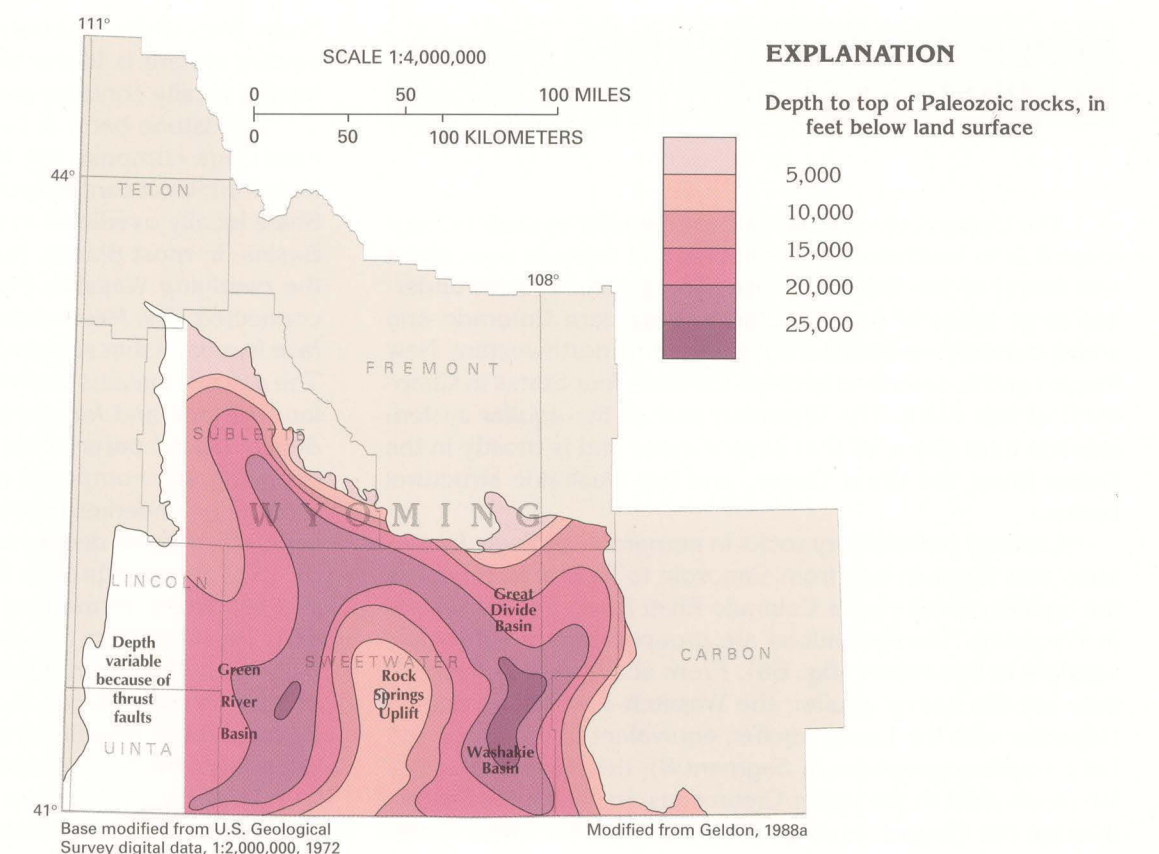 111°
SCALE 1:4,000,000
0 50 100 MILES
0 50 100 KILOMETERS
EXPLANATION
Depth to top of Paleozoic rocks, in
feet below land surface
5,000
10,000
15,000
20,000
25,000
44°
TETON
108°
FREMONT
SUBLETTE
WYOMING
LINCOLN
Great
Divide
Basin
CARBON
Depth
variable
because of
thrust
faults
SWEETWATER
Green
River
Basin
Rock
Springs
Uplift
UINTA
Washakie
Basin
41°
Base modified from U.S. Geological
Survey digital data, 1:2,000,000, 1972
Modified from Geldon, 1988a